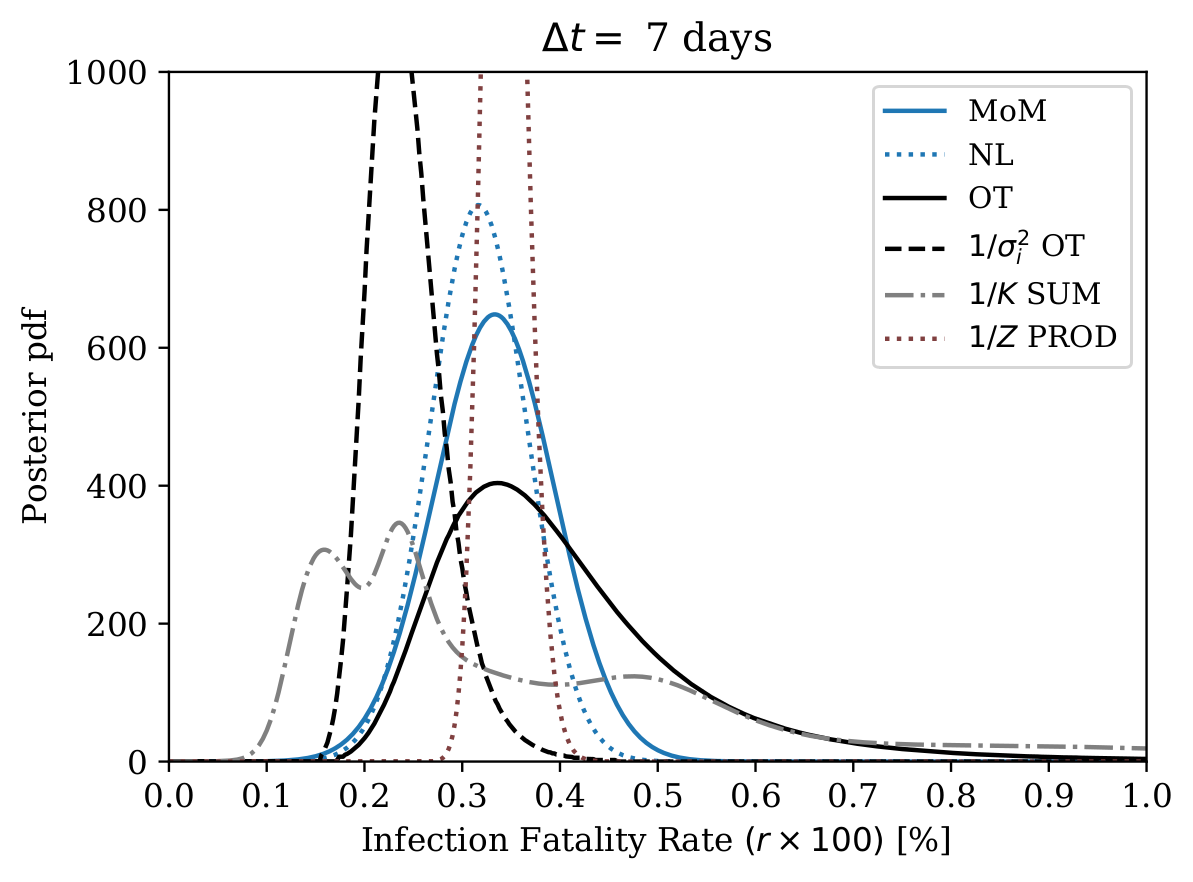 Δt = 7 days
1000
800
600
400
200
0
Posterior pdf
MoM
NL
OT
1/σᵢ² OT
1/K SUM
1/Z PROD
0.0 0.1 0.2 0.3 0.4 0.5 0.6 0.7 0.8 0.9 1.0
Infection Fatality Rate (r × 100) [%]